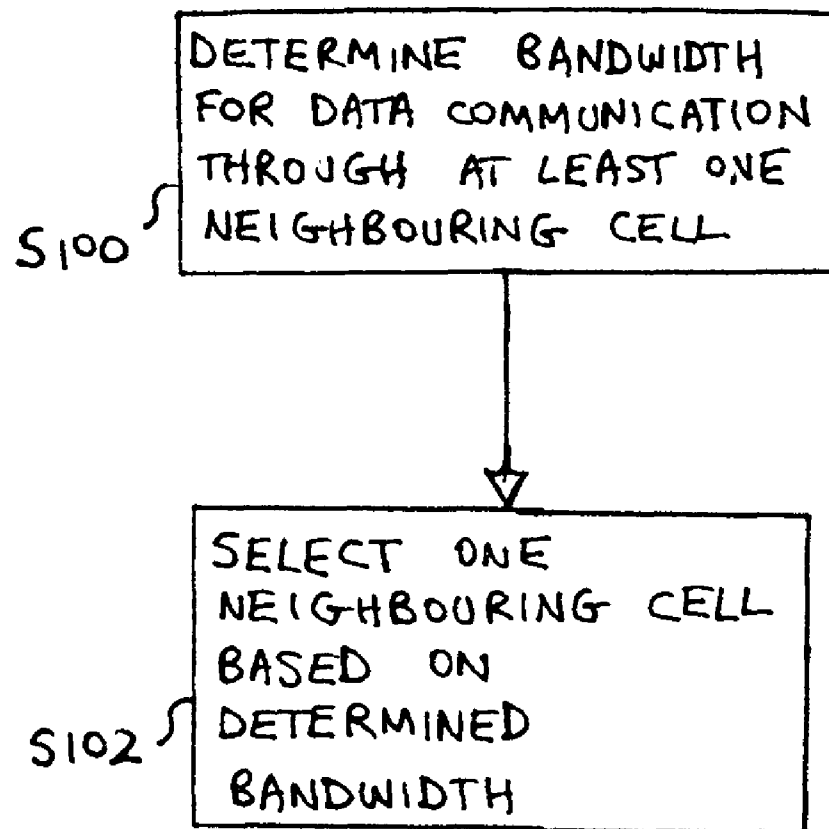 DETERMINE BANDWIDTH
FOR DATA COMMUNICATION
THROUGH AT LEAST ONE
NEIGHBOURING CELL
S100
SELECT ONE
NEIGHBOURING CELL
BASED ON
DETERMINED
BANDWIDTH
S102